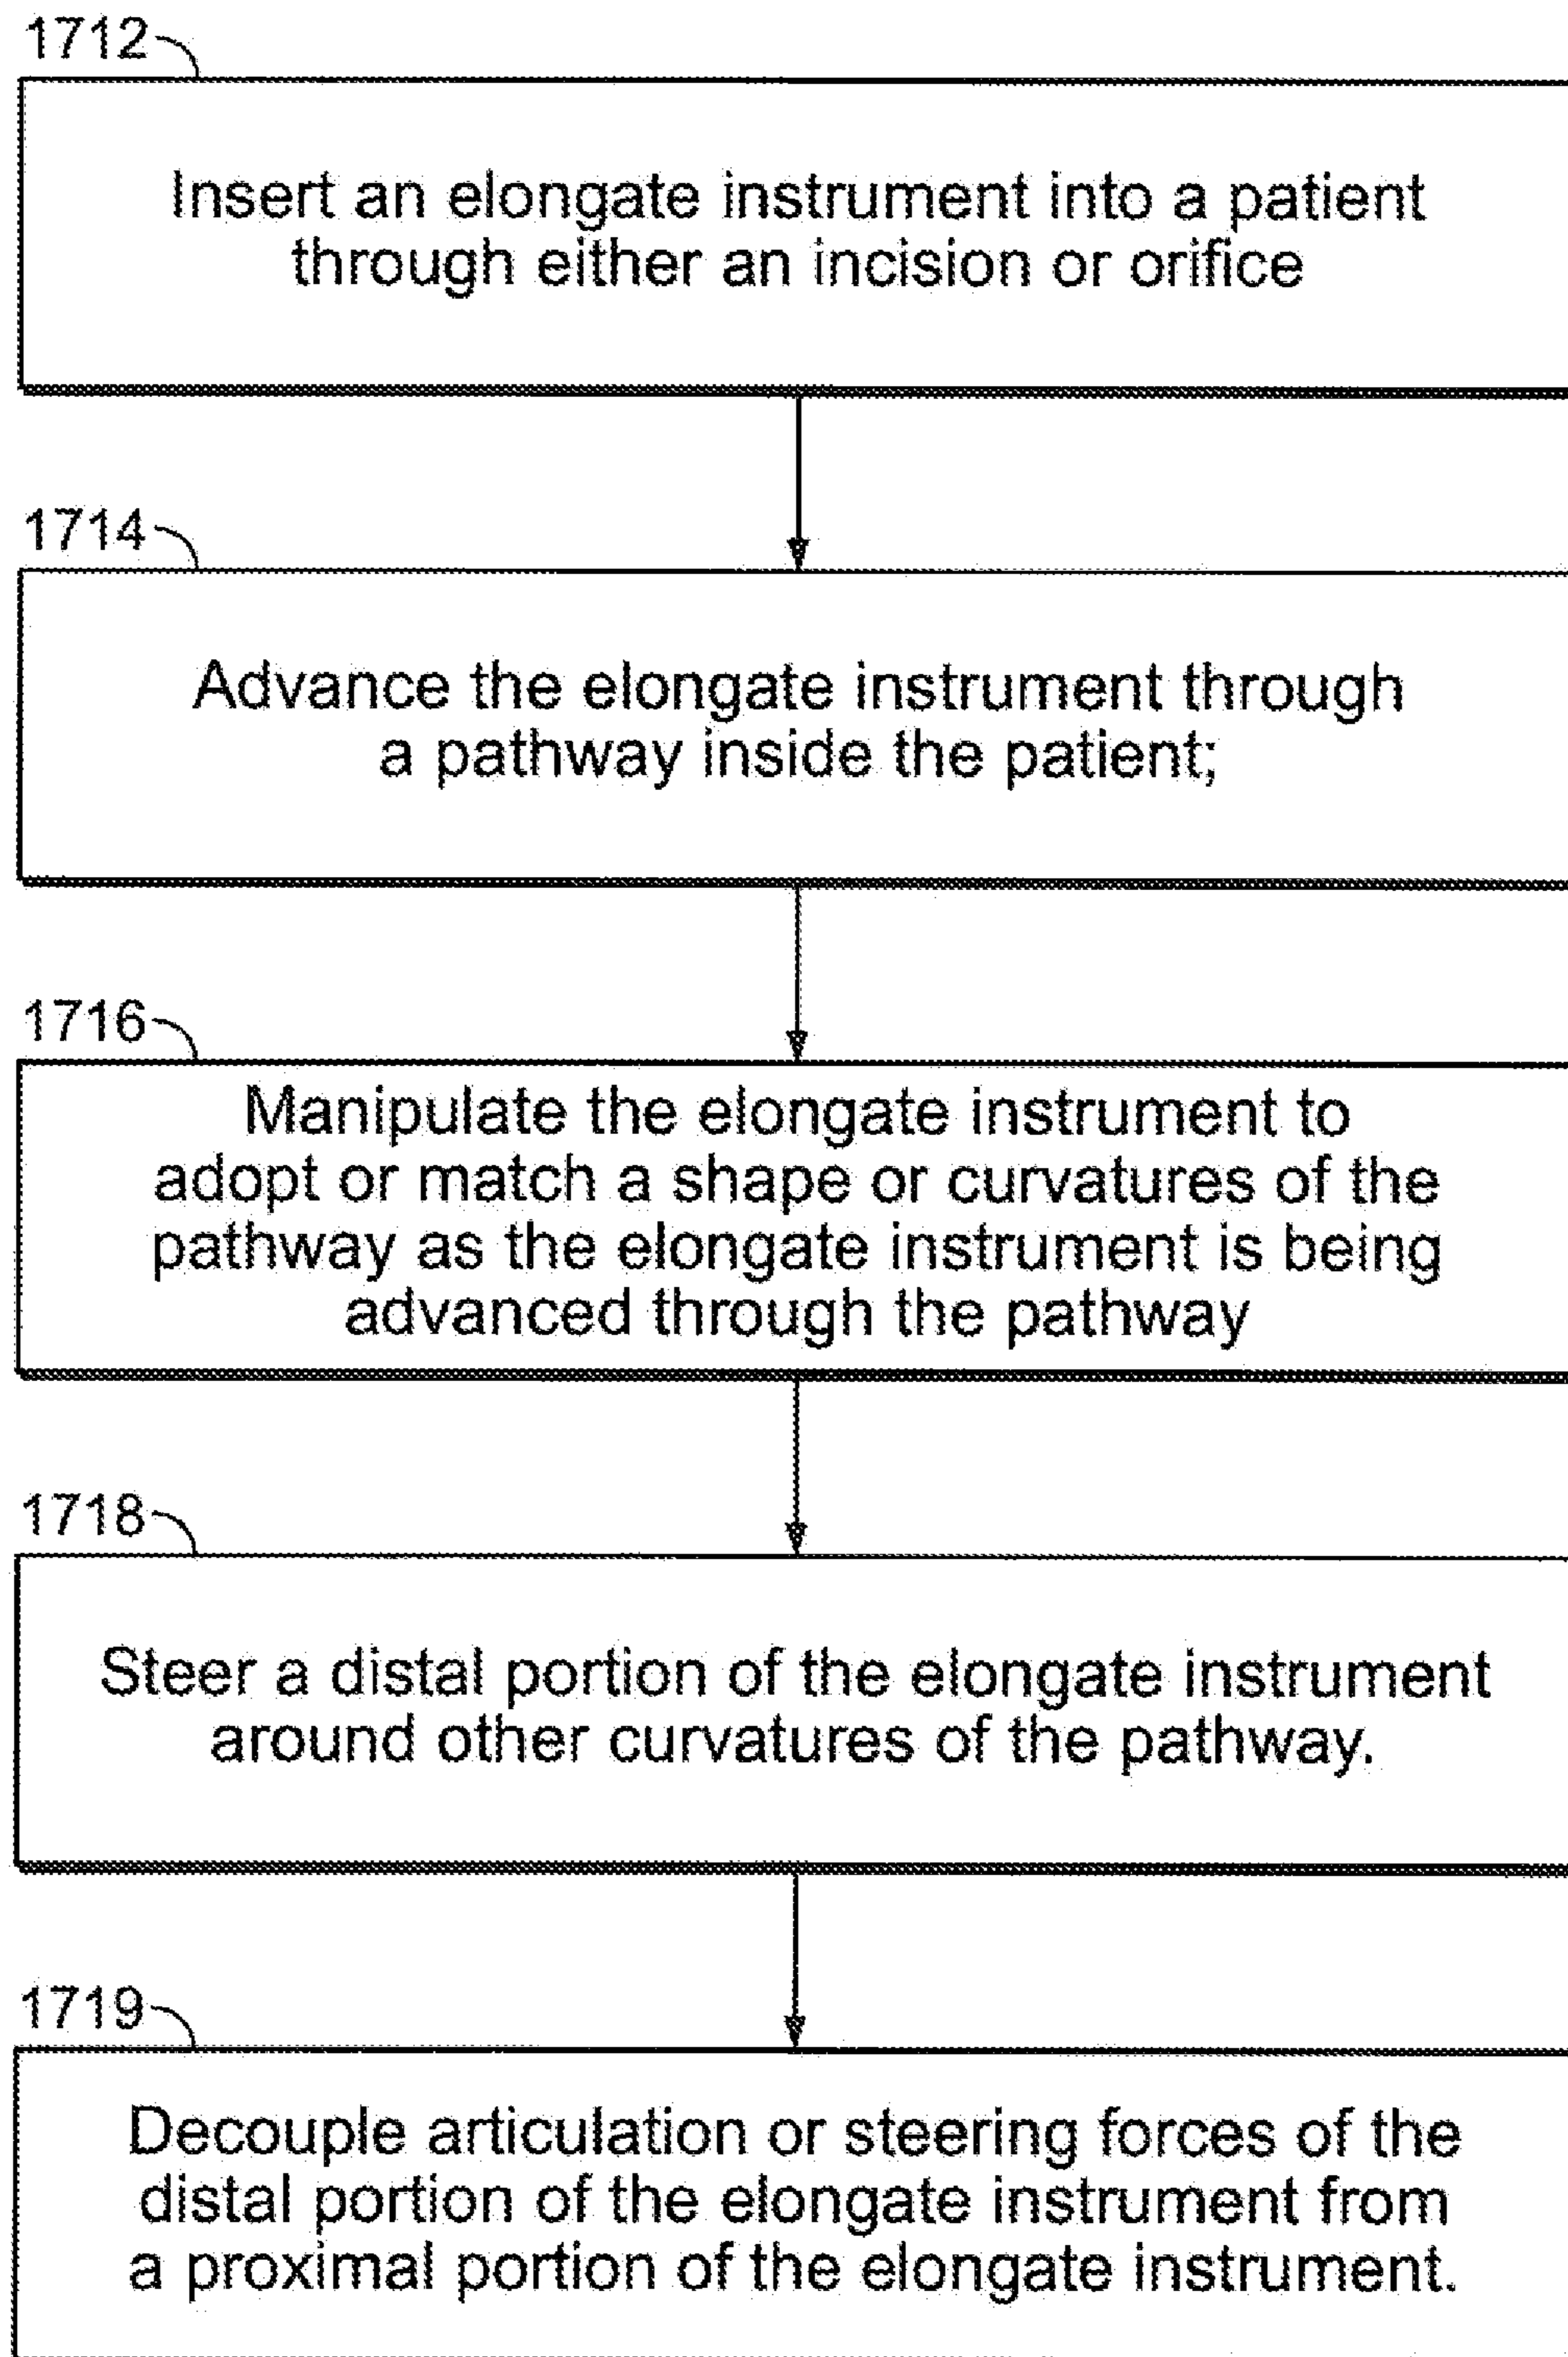 1712
Insert an elongate instrument into a patient
through either an incision or orifice
1714
Advance the elongate instrument through
a pathway inside the patient;
1716
Manipulate the elongate instrument to
adopt or match a shape or curvatures of the
pathway as the elongate instrument is being
advanced through the pathway
1718
Steer a distal portion of the elongate instrument
around other curvatures of the pathway.
1719
Decouple articulation or steering forces of the
distal portion of the elongate instrument from
a proximal portion of the elongate instrument.